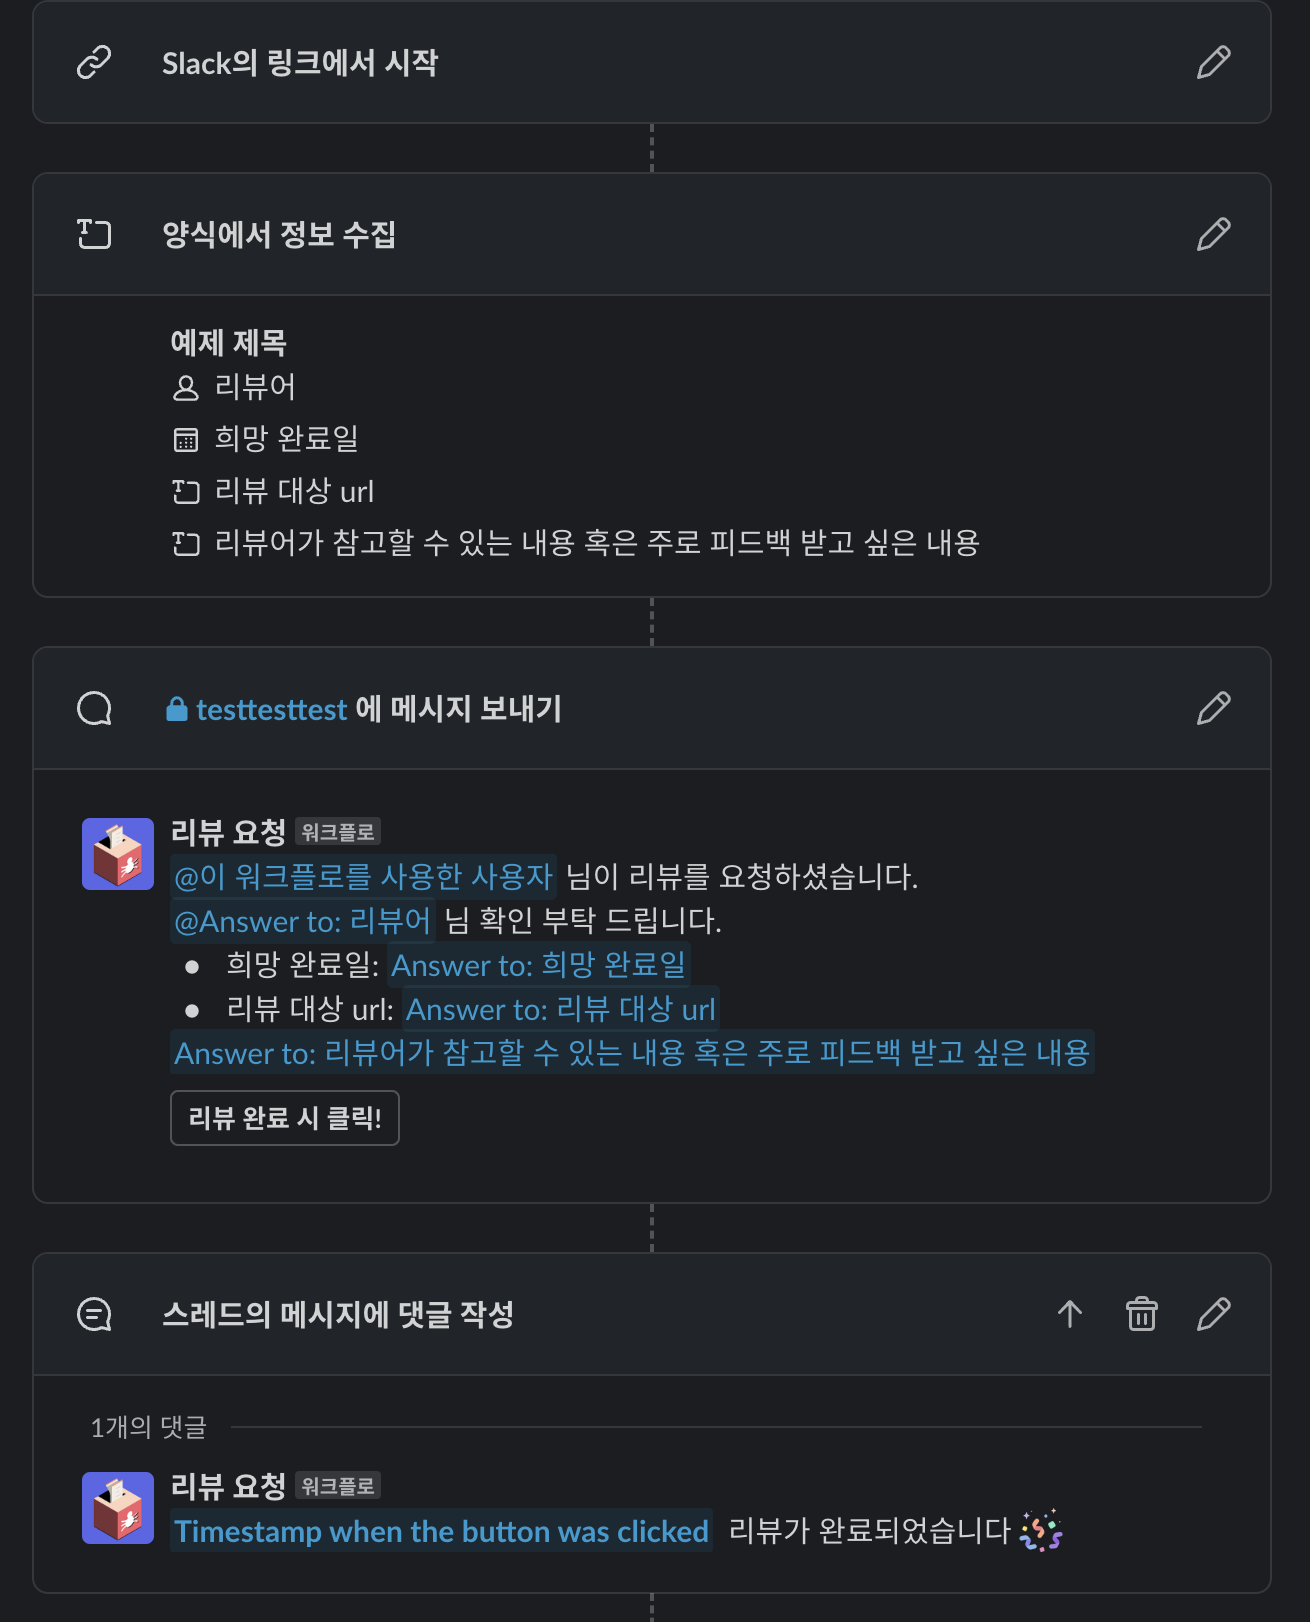 Slack의 링크에서 시작
양식에서 정보 수집
예제 제목
리뷰어
희망 완료일
리뷰 대상 url
리뷰어가 참고할 수 있는 내용 혹은 주로 피드백 받고 싶은 내용
testtesttest 에 메시지 보내기
리뷰 요청 워크플로
@이 워크플로를 사용한 사용자 님이 리뷰를 요청하셨습니다.
@Answer to: 리뷰어 님 확인 부탁 드립니다.
● 희망 완료일: Answer to: 희망 완료일
● 리뷰 대상 url: Answer to: 리뷰 대상 url
Answer to: 리뷰어가 참고할 수 있는 내용 혹은 주로 피드백 받고 싶은 내용
리뷰 완료 시 클릭!
스레드의 메시지에 댓글 작성
1개의 댓글
리뷰 요청 워크플로
Timestamp when the button was clicked 리뷰가 완료되었습니다